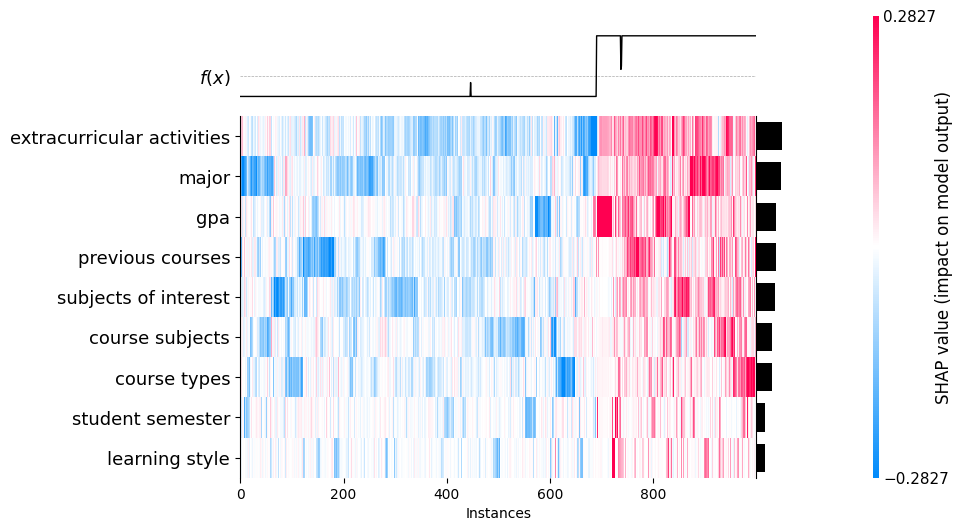 0.2827
f(x)
extracurricular activities
major
gpa
previous courses
subjects of interest
course subjects
course types
student semester
learning style
0 200 400 600 800
Instances
SHAP value (impact on model output)
−0.2827